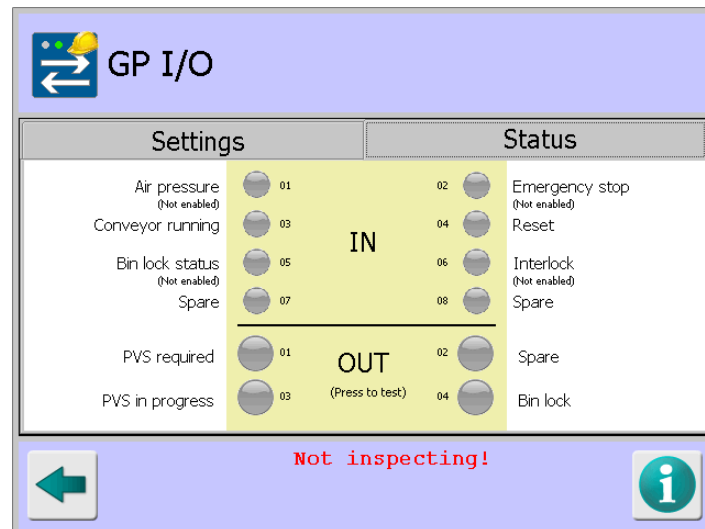 GP I/O
Settings
Status
Air pressure
(Not enabled)
01
02
Emergency stop
(Not enabled)
Conveyor running
03
IN
04
Reset
Bin lock status
(Not enabled)
05
06
Interlock
(Not enabled)
Spare
07
08
Spare
PVS required
01
OUT
(Press to test)
02
Spare
PVS in progress
03
04
Bin lock
Not inspecting!
i